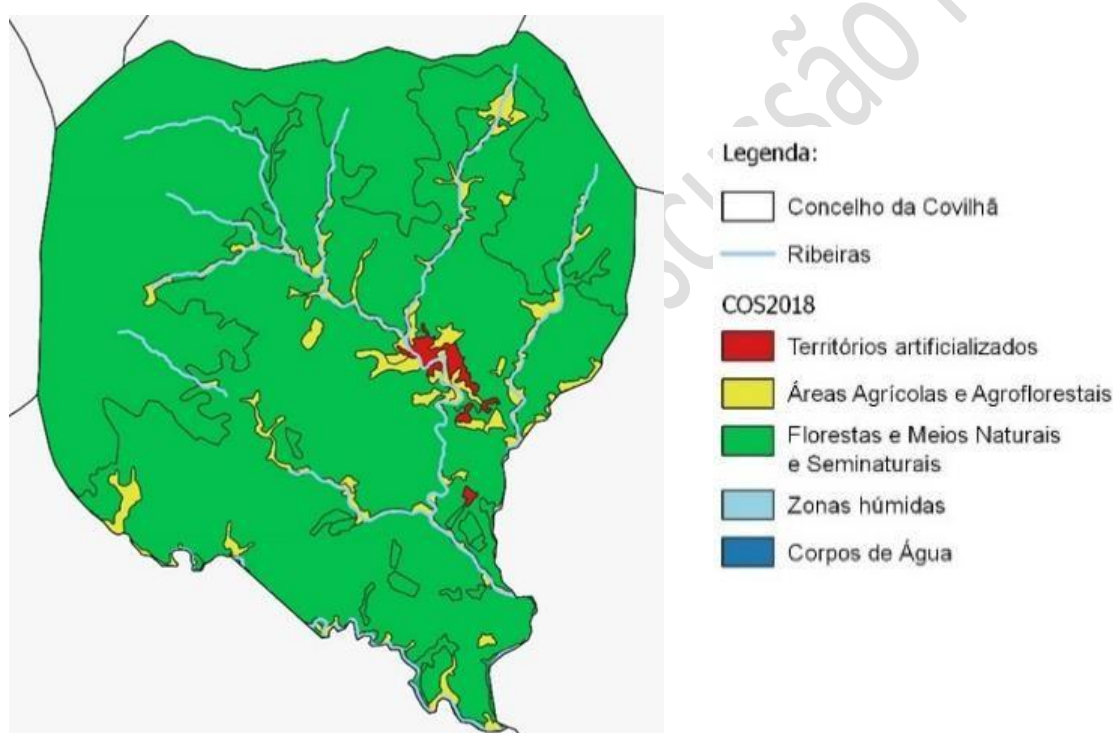 Legenda:
Concelho da Covilhã
Ribeiras
COS2018
Territórios artificializados
Áreas Agrícolas e Agroflorestais
Florestas e Meios Naturais
e Seminaturais
Zonas húmidas
Corpos de Água